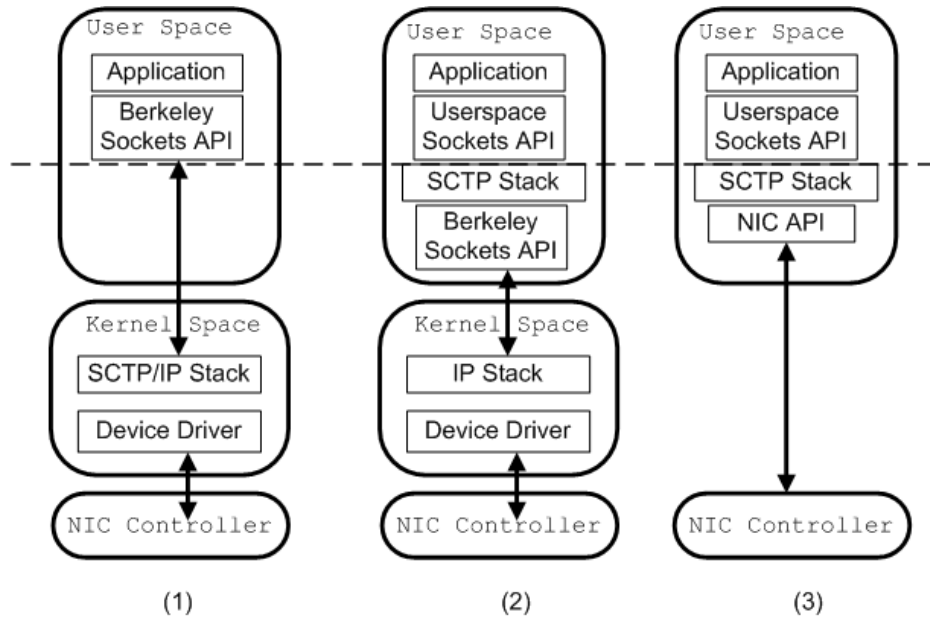 User Space
Application
Berkeley
Sockets API
Kernel Space
SCTP/IP Stack
Device Driver
NIC Controller
(1)
User Space
Application
Userspace
Sockets API
SCTP Stack
Berkeley
Sockets API
Kernel Space
IP Stack
Device Driver
NIC Controller
(2)
User Space
Application
Userspace
Sockets API
SCTP Stack
NIC API
NIC Controller
(3)